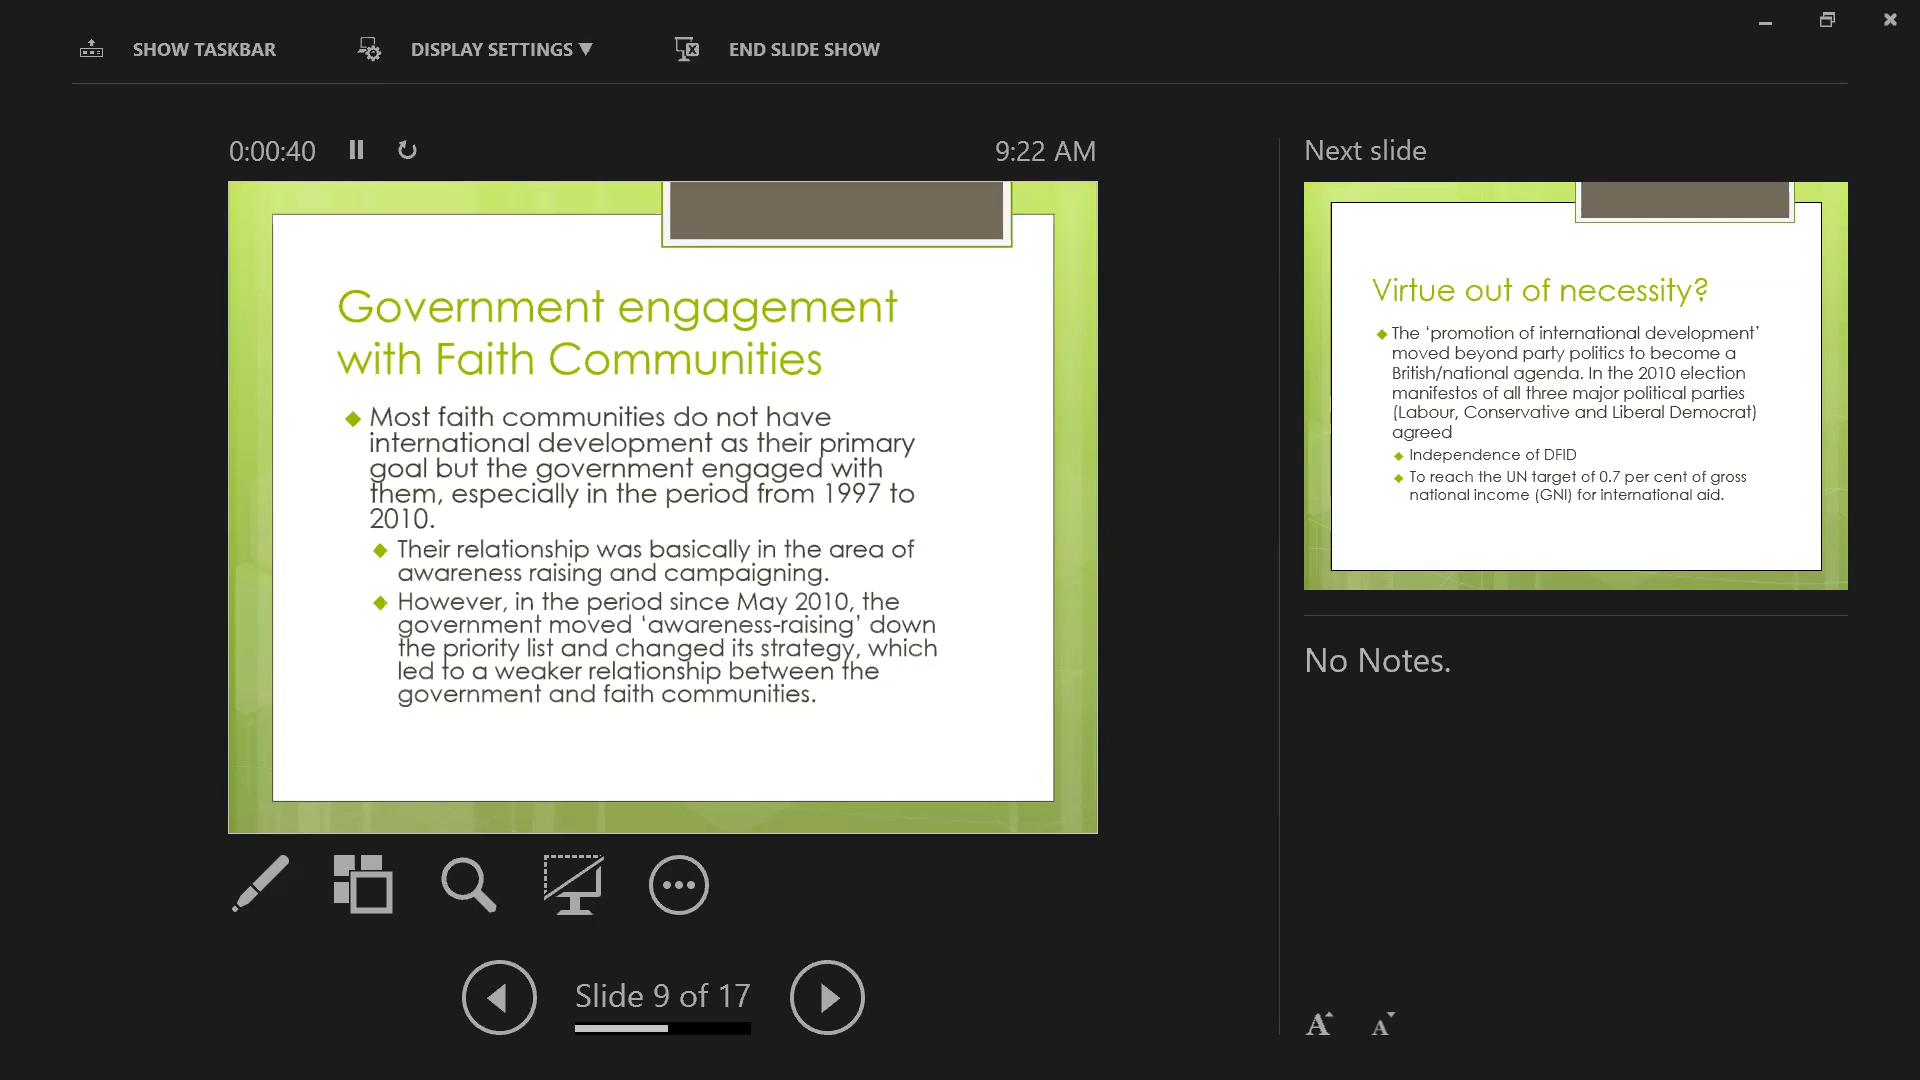 SHOW TASKBAR
DISPLAY SETTINGS ▼
END SLIDE SHOW
0:00:40
9:22 AM
Government engagement
with Faith Communities
Most faith communities do not have
international development as their primary
goal but the government engaged with
them, especially in the period from 1997 to
2010.
Their relationship was basically in the area of
awareness raising and campaigning.
However, in the period since May 2010, the
government moved ‘awareness-raising’ down
the priority list and changed its strategy, which
led to a weaker relationship between the
government and faith communities.
Slide 9 of 17
Next slide
Virtue out of necessity?
The ‘promotion of international development’
moved beyond party politics to become a
British/national agenda. In the 2010 election
manifestos of all three major political parties
(Labour, Conservative and Liberal Democrat)
agreed
Independence of DFID
To reach the UN target of 0.7 per cent of gross
national income (GNI) for international aid.
No Notes.
A
A